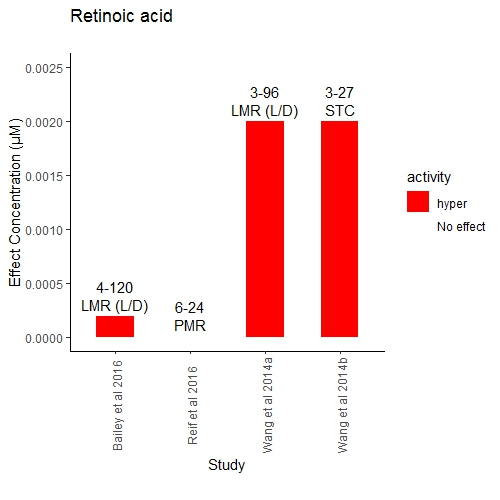 Retinoic acid
Effect Concentration (µM)
0.0025
0.0020
0.0015
0.0010
0.0005
0.0000
4-120
LMR (L/D)
6-24
PMR
3-96
LMR (L/D)
3-27
STC
Bailey et al 2016
Reif et al 2016
Wang et al 2014a
Wang et al 2014b
Study
activity
hyper
No effect